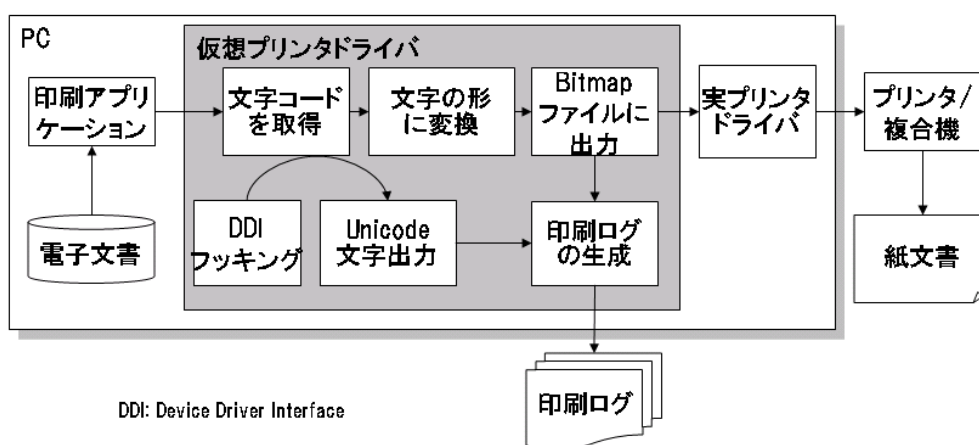 PC
仮想プリンタドライバ
印刷アプリ
ケーション
文字コード
を取得
文字の形
に変換
Bitmap
ファイルに
出力
実プリンタ
ドライバ
プリンタ/
複合機
電子文書
DDI
フッキング
Unicode
文字出力
印刷ログ
の生成
紙文書
印刷ログ
DDI: Device Driver Interface